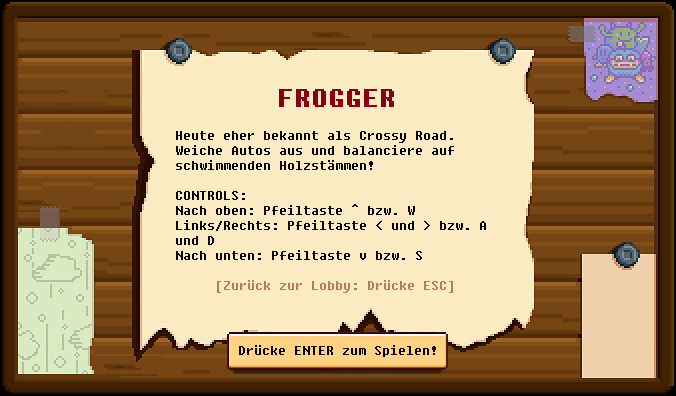 FROGGER
Heute eher bekannt als Crossy Road.
Weiche Autos aus und balanciere auf
schwimmenden Holzstämmen!
CONTROLS:
Nach oben: Pfeiltaste ^ bzw. W
Links/Rechts: Pfeiltaste < und > bzw. A
und D
Nach unten: Pfeiltaste v bzw. S
[Zurück zur Lobby: Drücke ESC]
Drücke ENTER zum Spielen!